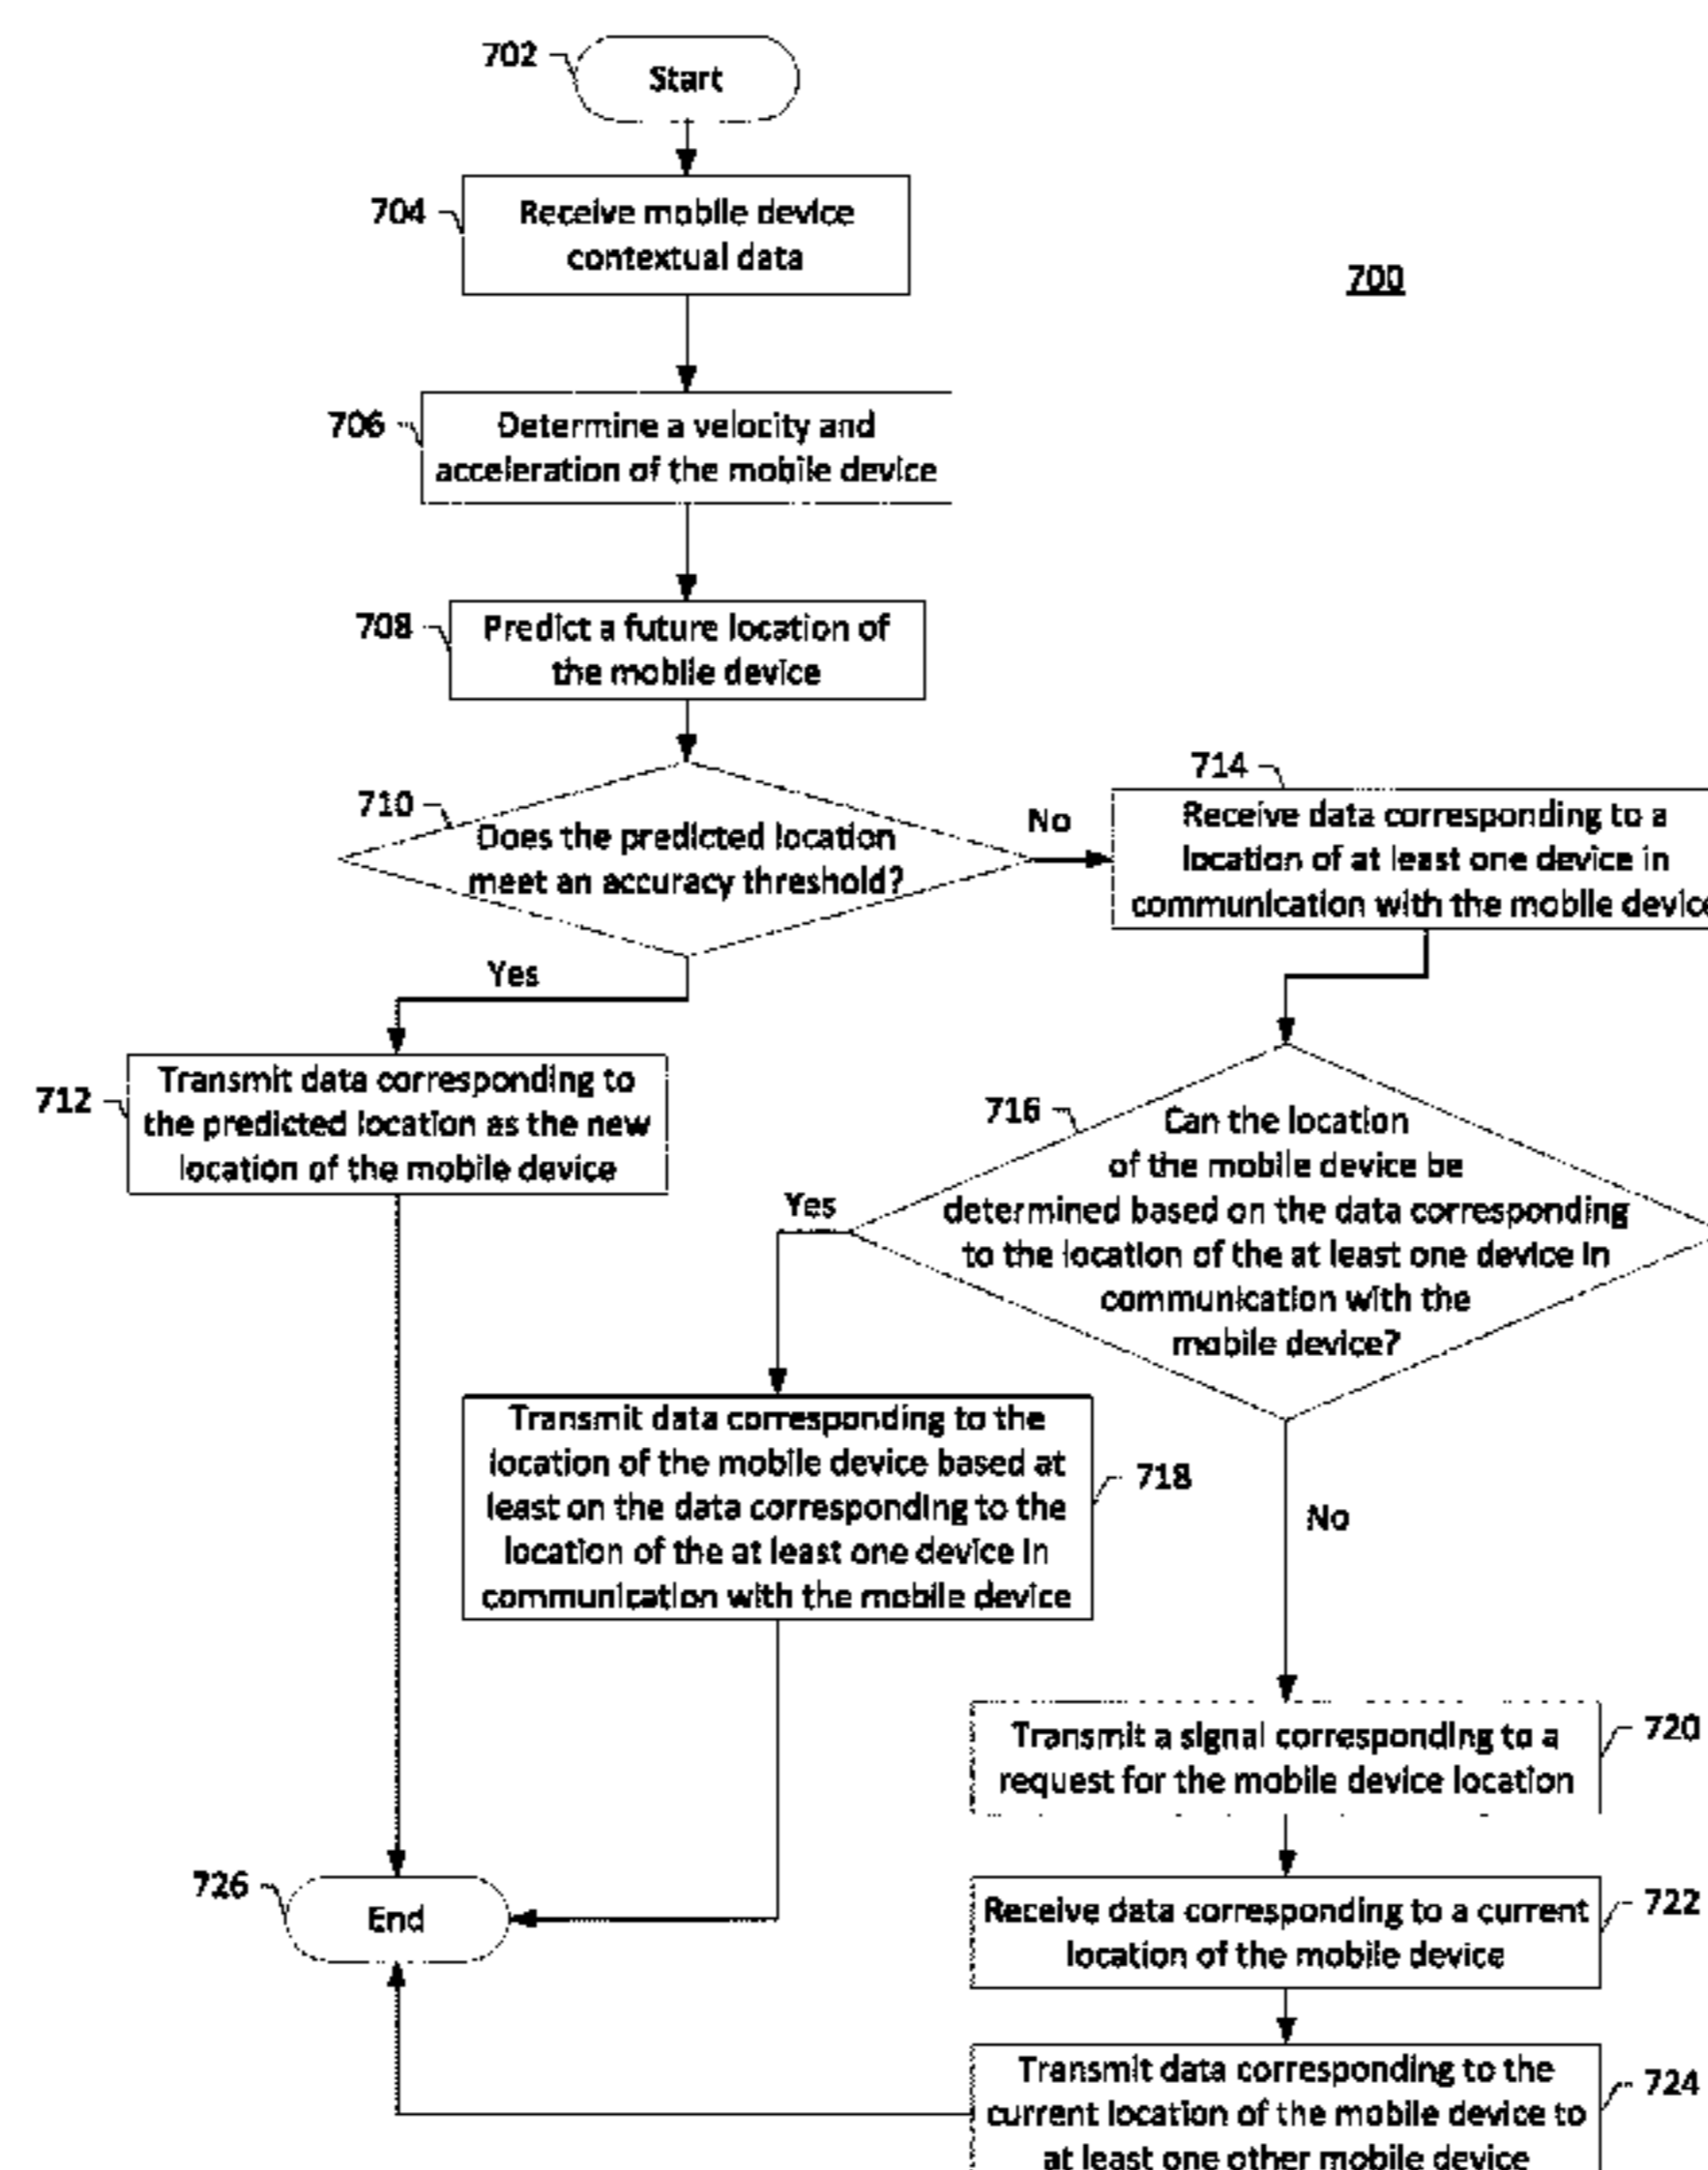 702
Start
704
Receive mobile device
contextual data
700
706
Determine a velocity and
acceleration of the mobile device
708
Predict a future location of
the mobile device
710
Does the predicted location
meet an accuracy threshold?
No
714
Receive data corresponding to a
location of at least one device in
communication with the mobile
Yes
712
Transmit data corresponding to
the predicted location as the new
location of the mobile device
716
Can the location
of the mobile device be
determined based on the data corresponding
to the location of the at least one device in
communication with the
mobile device?
Yes
718
Transmit data corresponding to the
location of the mobile device based at
least on the data corresponding to the
location of the at least one device in
communication with the mobile device
No
720
Transmit a signal corresponding to a
request for the mobile device location
726
End
722
Receive data corresponding to a current
location of the mobile device
724
Transmit data corresponding to the
current location of the mobile device to
at least one other mobile device